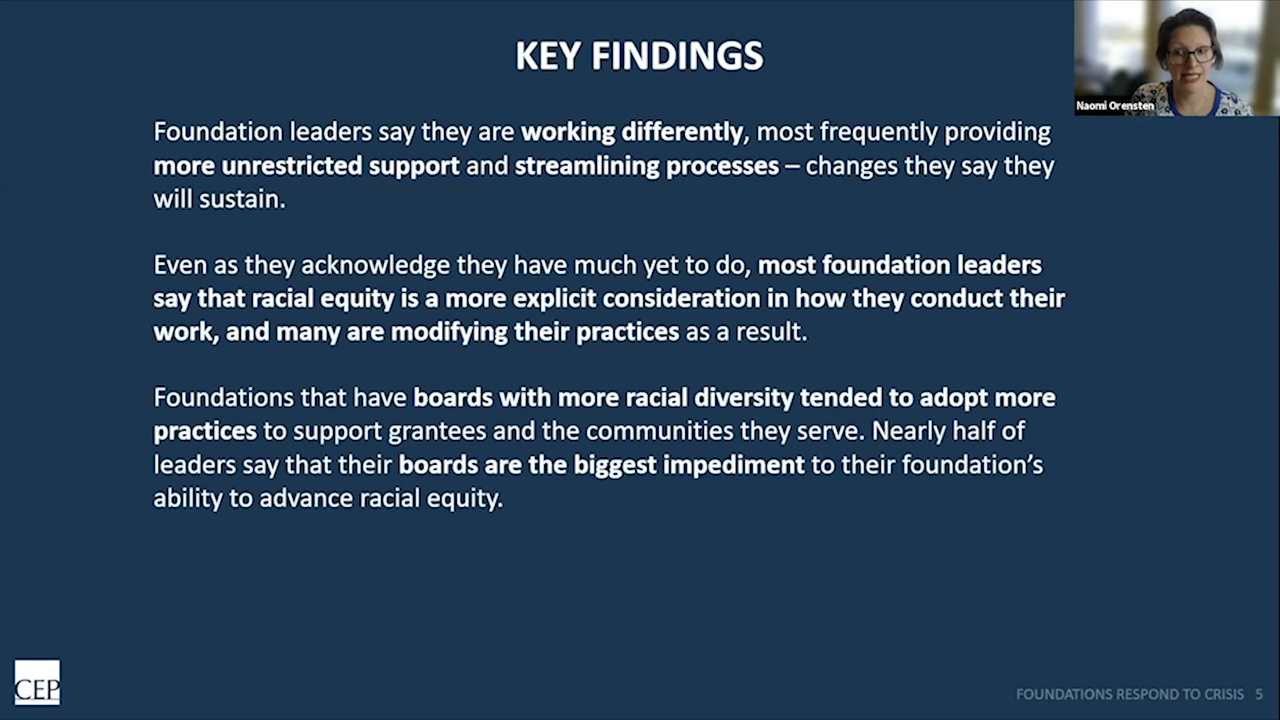 KEY FINDINGS
Naomi Orensten
Foundation leaders say they are working differently, most frequently providing
more unrestricted support and streamlining processes – changes they say they
will sustain.
Even as they acknowledge they have much yet to do, most foundation leaders
say that racial equity is a more explicit consideration in how they conduct their
work, and many are modifying their practices as a result.
Foundations that have boards with more racial diversity tended to adopt more
practices to support grantees and the communities they serve. Nearly half of
leaders say that their boards are the biggest impediment to their foundation’s
ability to advance racial equity.
CEP
FOUNDATIONS RESPOND TO CRISIS 5